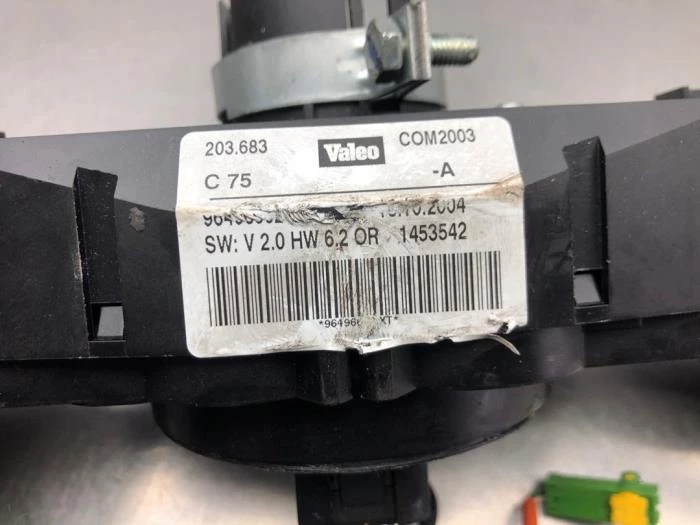 203.683 Valeo COM2003
C 75 -A
SW: V 2.0 HW 6.2 OR 1453542